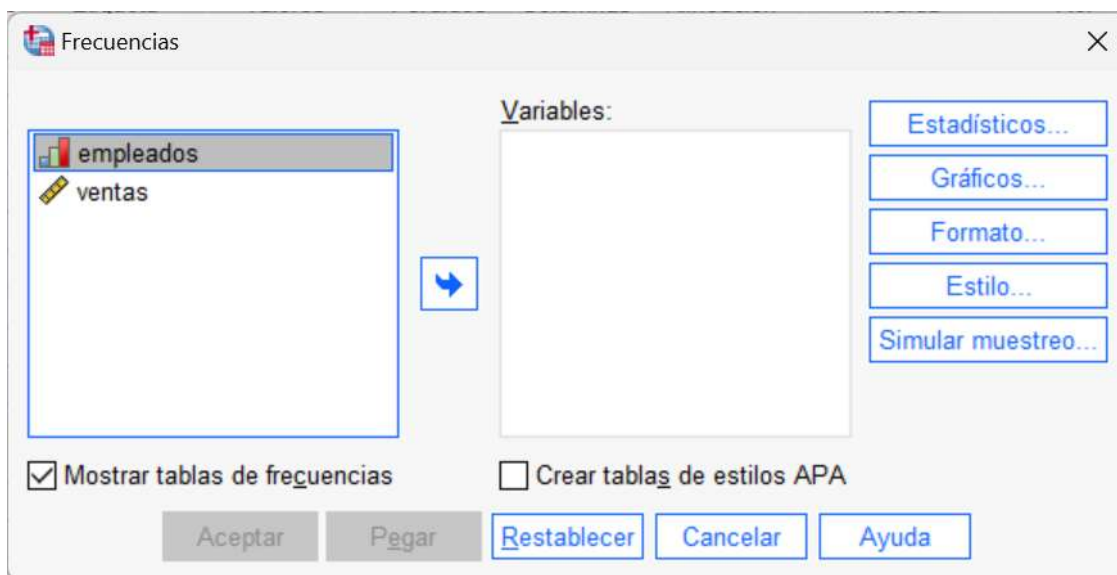 Frecuencias
Variables:
empleados
ventas
Estadísticos...
Gráficos...
Formato...
Estilo...
Simular muestreo...
Mostrar tablas de frecuencias
Crear tablas de estilos APA
Aceptar
Pegar
Restablecer
Cancelar
Ayuda